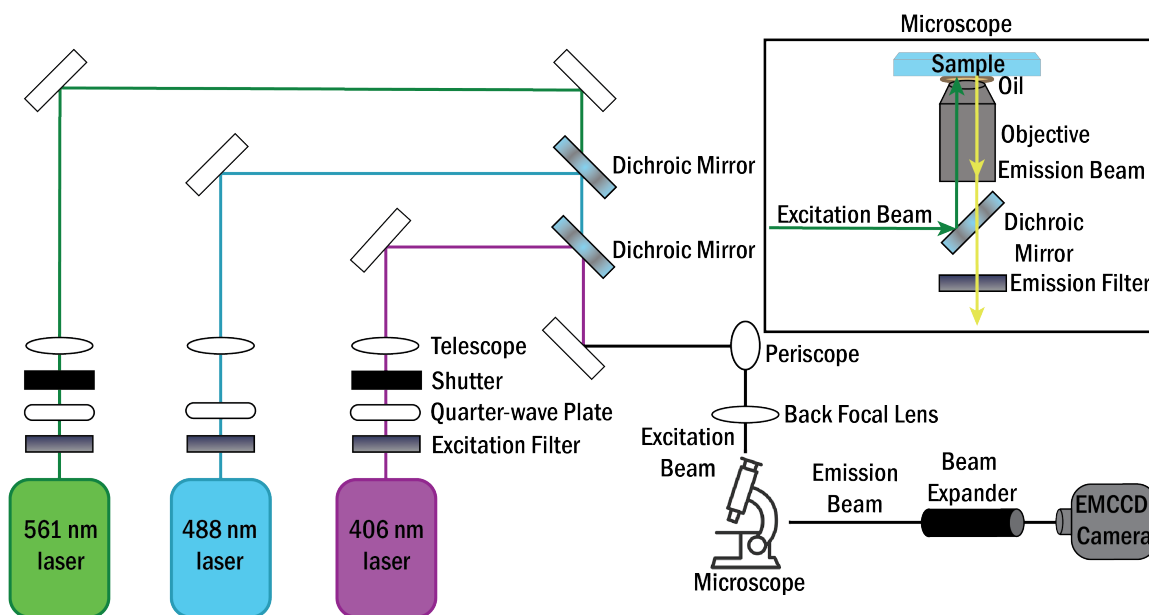 Microscope
Sample
Oil
Objective
Emission Beam
Excitation Beam
Dichroic
Mirror
Emission Filter
Dichroic Mirror
Dichroic Mirror
Telescope
Shutter
Quarter-wave Plate
Excitation Filter
Periscope
Back Focal Lens
Excitation
Beam
561 nm
laser
488 nm
laser
406 nm
laser
Microscope
Emission
Beam
Beam
Expander
EMCCD
Camera